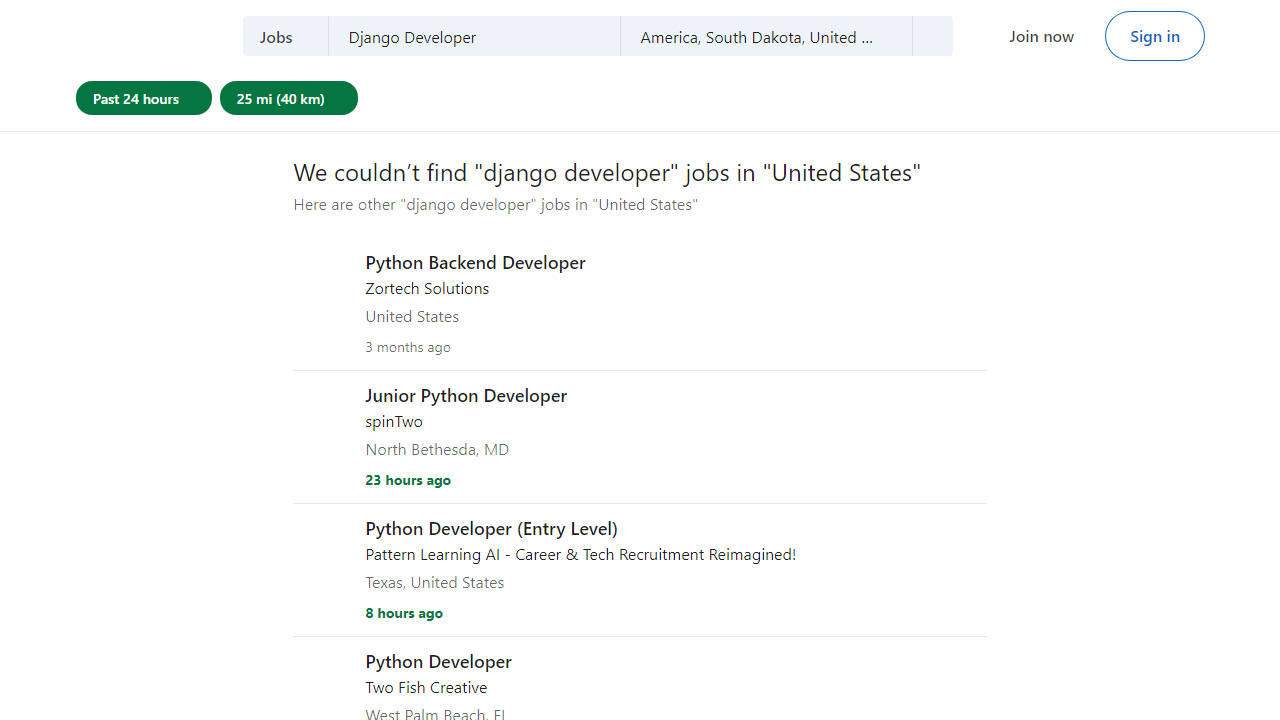 Jobs
Django Developer
America, South Dakota, United ...
Join now
Sign in
Past 24 hours
25 mi (40 km)
We couldn’t find "django developer" jobs in "United States"
Here are other "django developer" jobs in "United States"
Python Backend Developer
Zortech Solutions
United States
3 months ago
Junior Python Developer
spinTwo
North Bethesda, MD
23 hours ago
Python Developer (Entry Level)
Pattern Learning AI - Career & Tech Recruitment Reimagined!
Texas, United States
8 hours ago
Python Developer
Two Fish Creative
West Palm Beach, FL